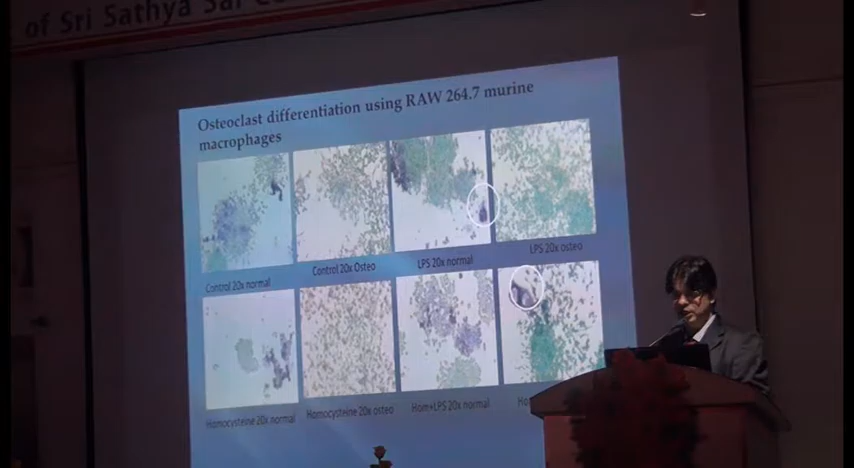 of Sri Sathya Sai
Osteoclast differentiation using RAW 264.7 murine
macrophages
Control 20x normal
Control 20x Osteo
LPS 20x normal
LPS 20x osteo
Homocysteine 20x normal
Homocysteine 20x osteo
Hom+LPS 20x normal